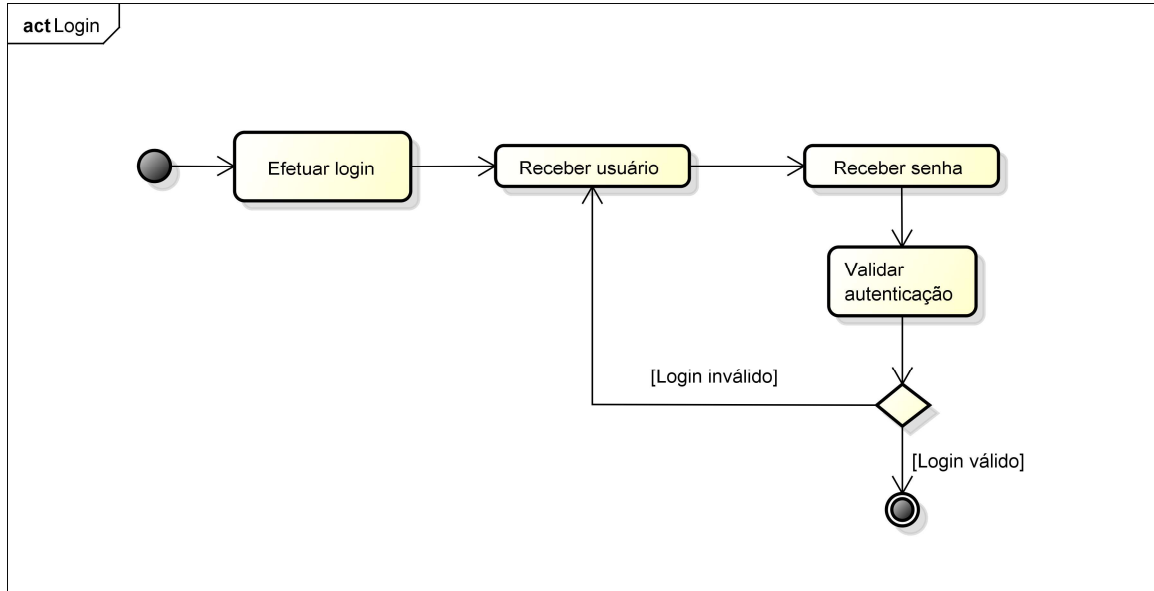 act Login
Efetuar login
Receber usuário
Receber senha
Validar
autenticação
[Login inválido]
[Login válido]